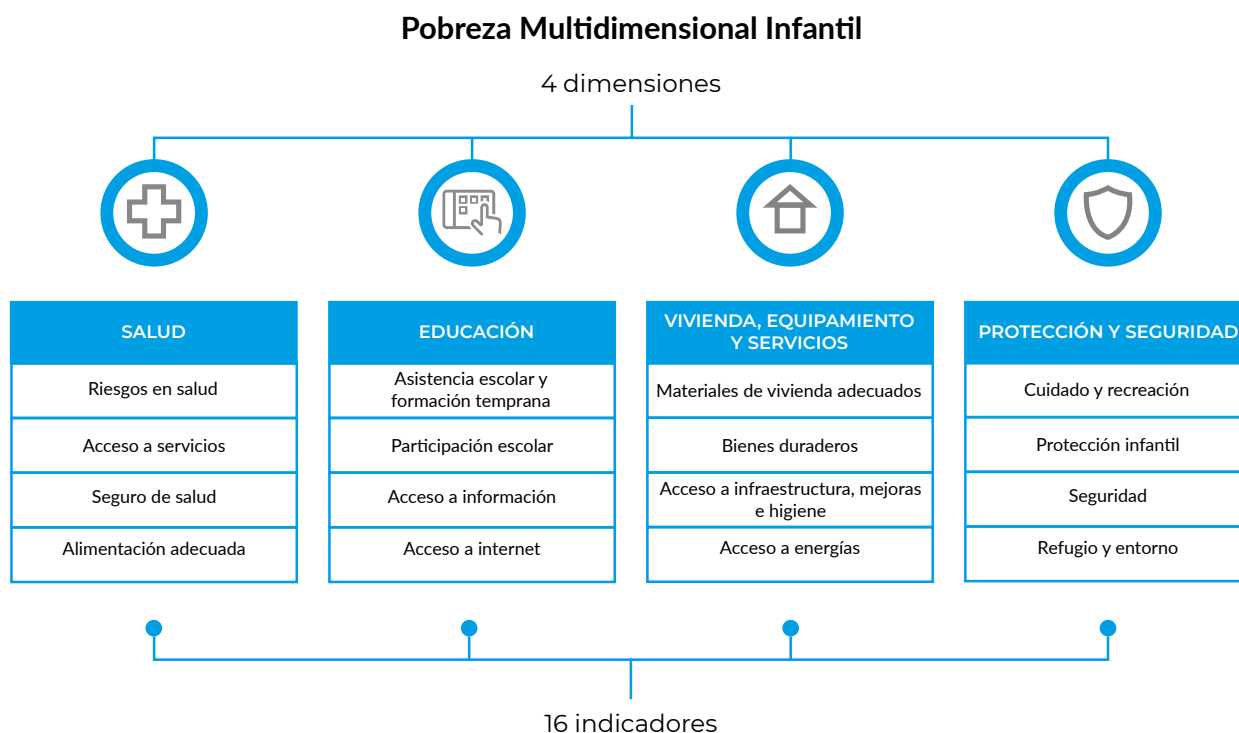 Pobreza Multidimensional Infantil
4 dimensiones
SALUD
Riesgos en salud
Acceso a servicios
Seguro de salud
Alimentación adecuada
EDUCACIÓN
Asistencia escolar y
formación temprana
Participación escolar
Acceso a información
Acceso a internet
VIVIENDA, EQUIPAMIENTO
Y SERVICIOS
Materiales de vivienda adecuados
Bienes duraderos
Acceso a infraestructura, mejoras
e higiene
Acceso a energías
PROTECCIÓN Y SEGURIDAD
Cuidado y recreación
Protección infantil
Seguridad
Refugio y entorno
16 indicadores